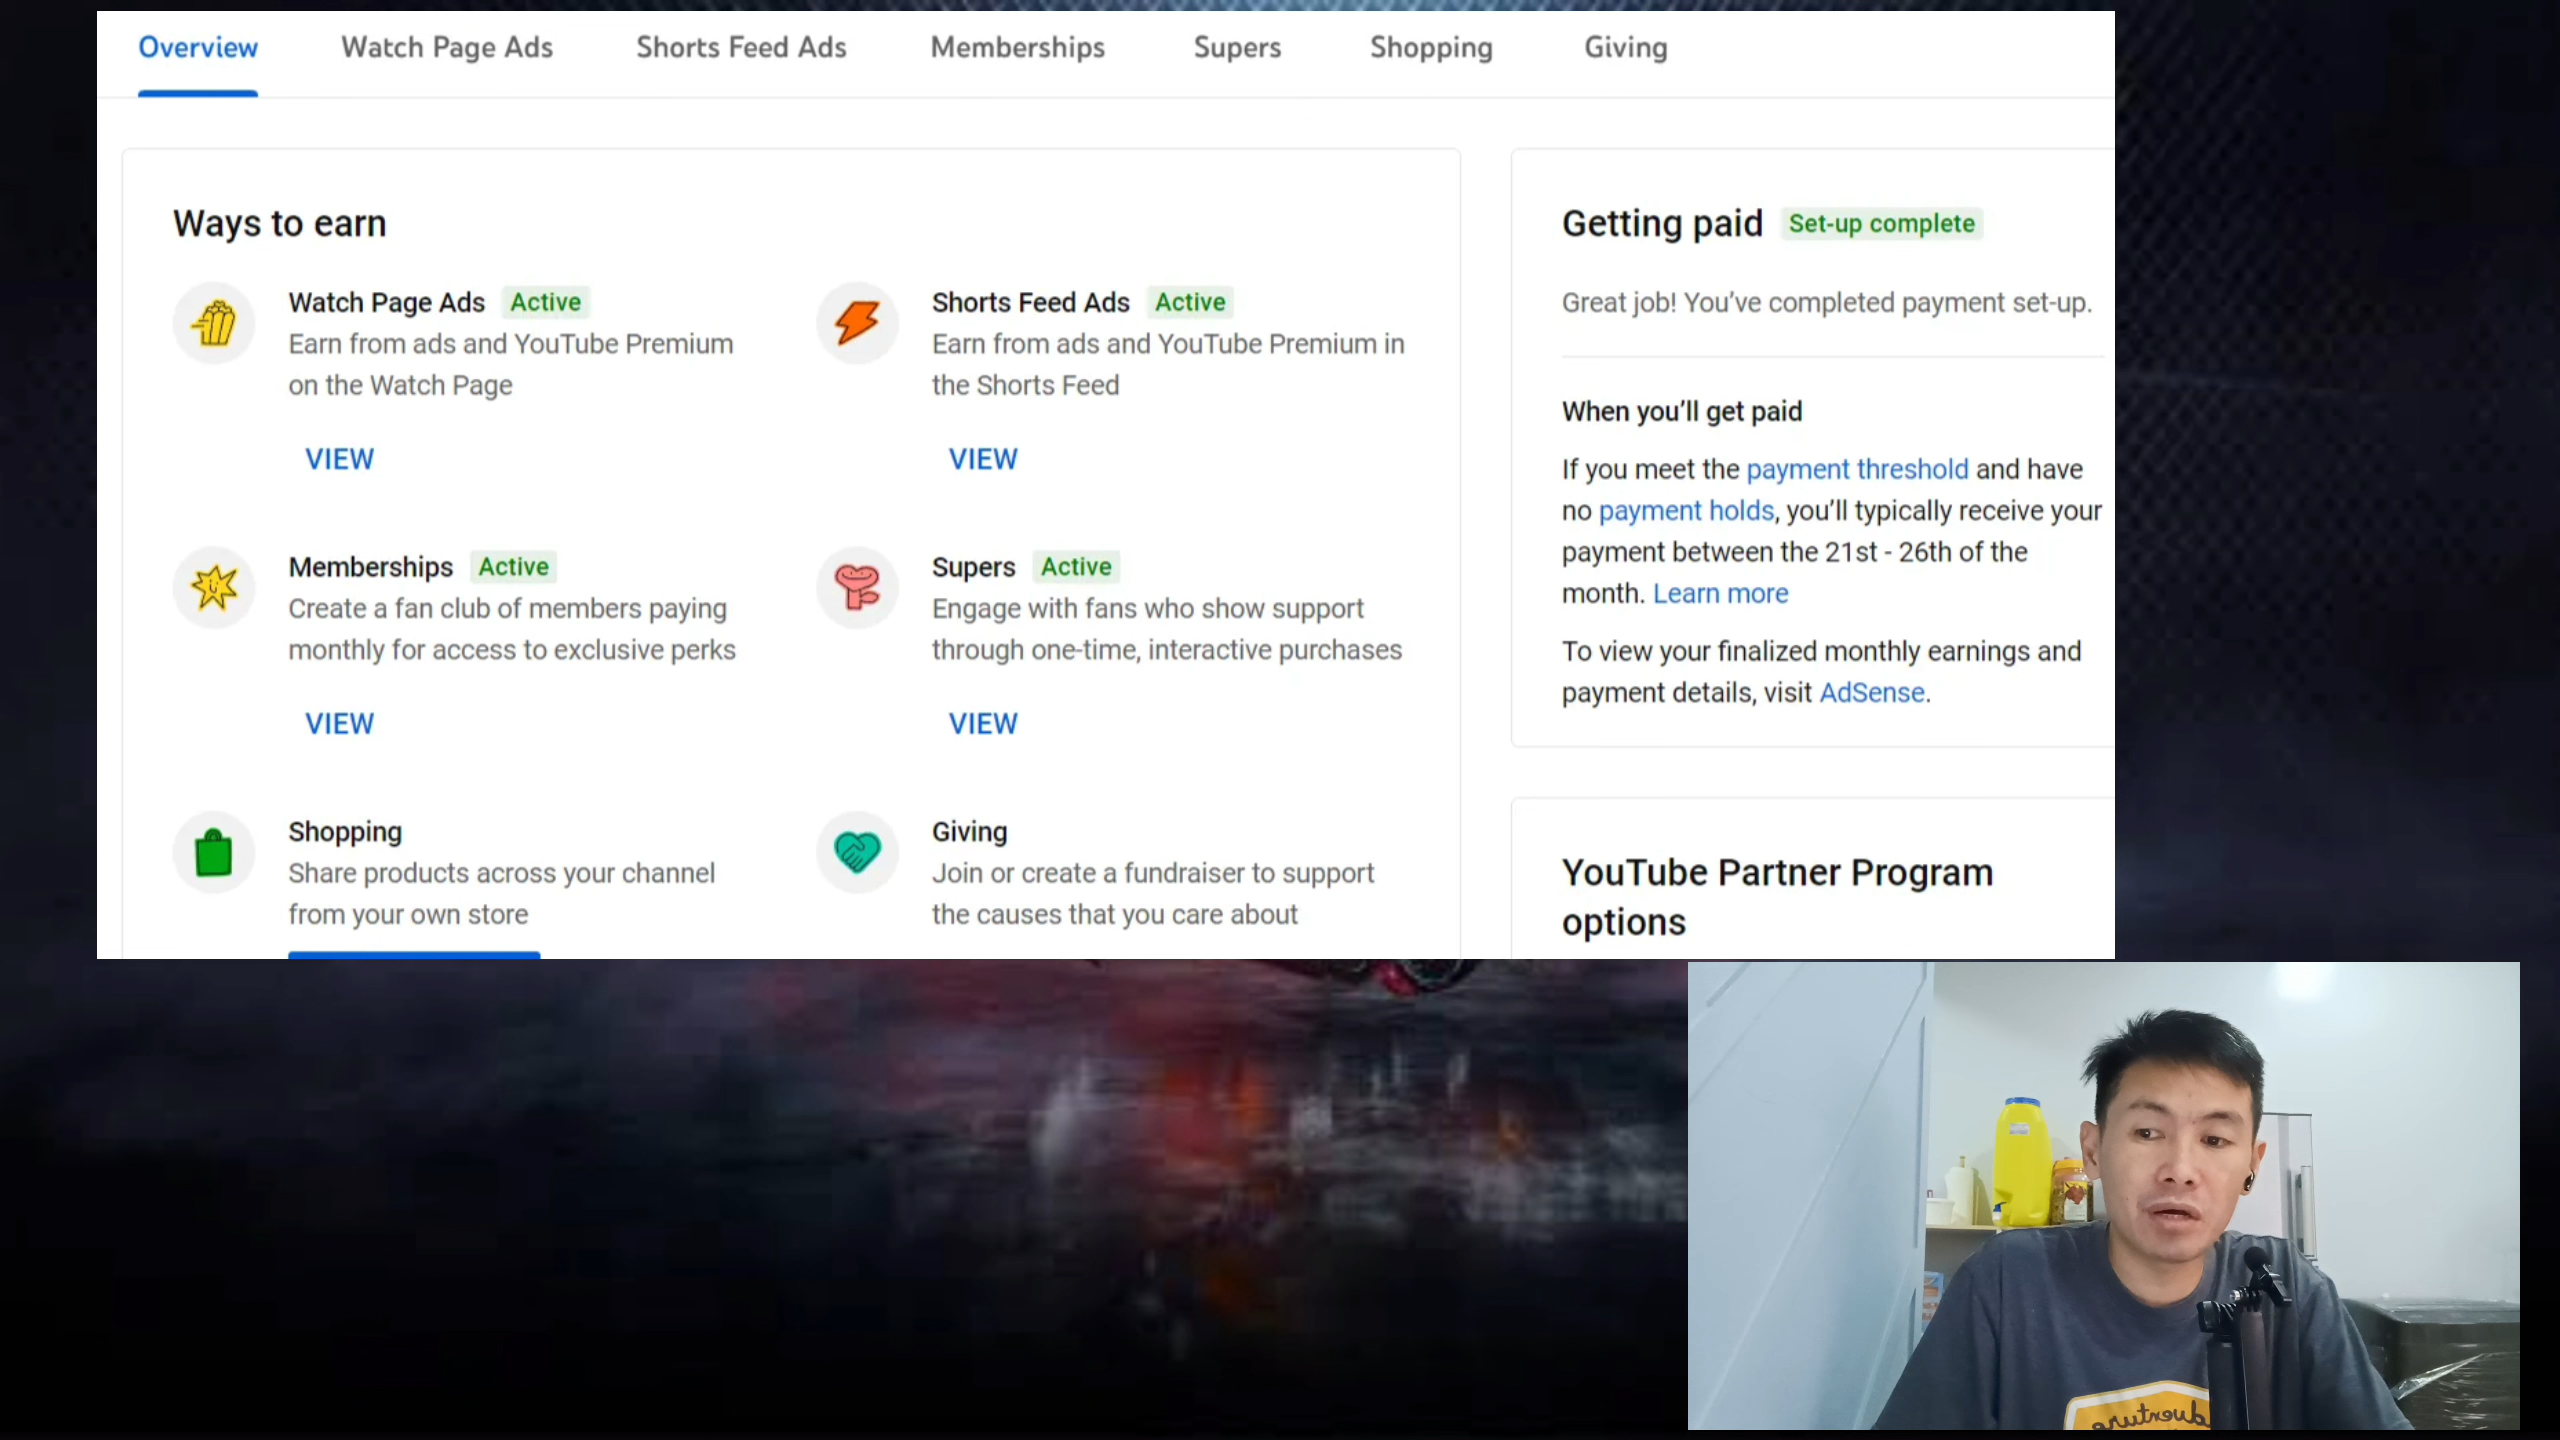 Overview
Watch Page Ads
Shorts Feed Ads
Memberships
Supers
Shopping
Giving
Ways to earn
Watch Page Ads Active
Earn from ads and YouTube Premium
on the Watch Page
VIEW
Shorts Feed Ads Active
Earn from ads and YouTube Premium in
the Shorts Feed
VIEW
Memberships Active
Create a fan club of members paying
monthly for access to exclusive perks
VIEW
Supers Active
Engage with fans who show support
through one-time, interactive purchases
VIEW
Shopping
Share products across your channel
from your own store
Giving
Join or create a fundraiser to support
the causes that you care about
Getting paid Set-up complete
Great job! You’ve completed payment set-up.
When you’ll get paid
If you meet the payment threshold and have
no payment holds, you’ll typically receive your
payment between the 21st - 26th of the
month. Learn more
To view your finalized monthly earnings and
payment details, visit AdSense.
YouTube Partner Program
options